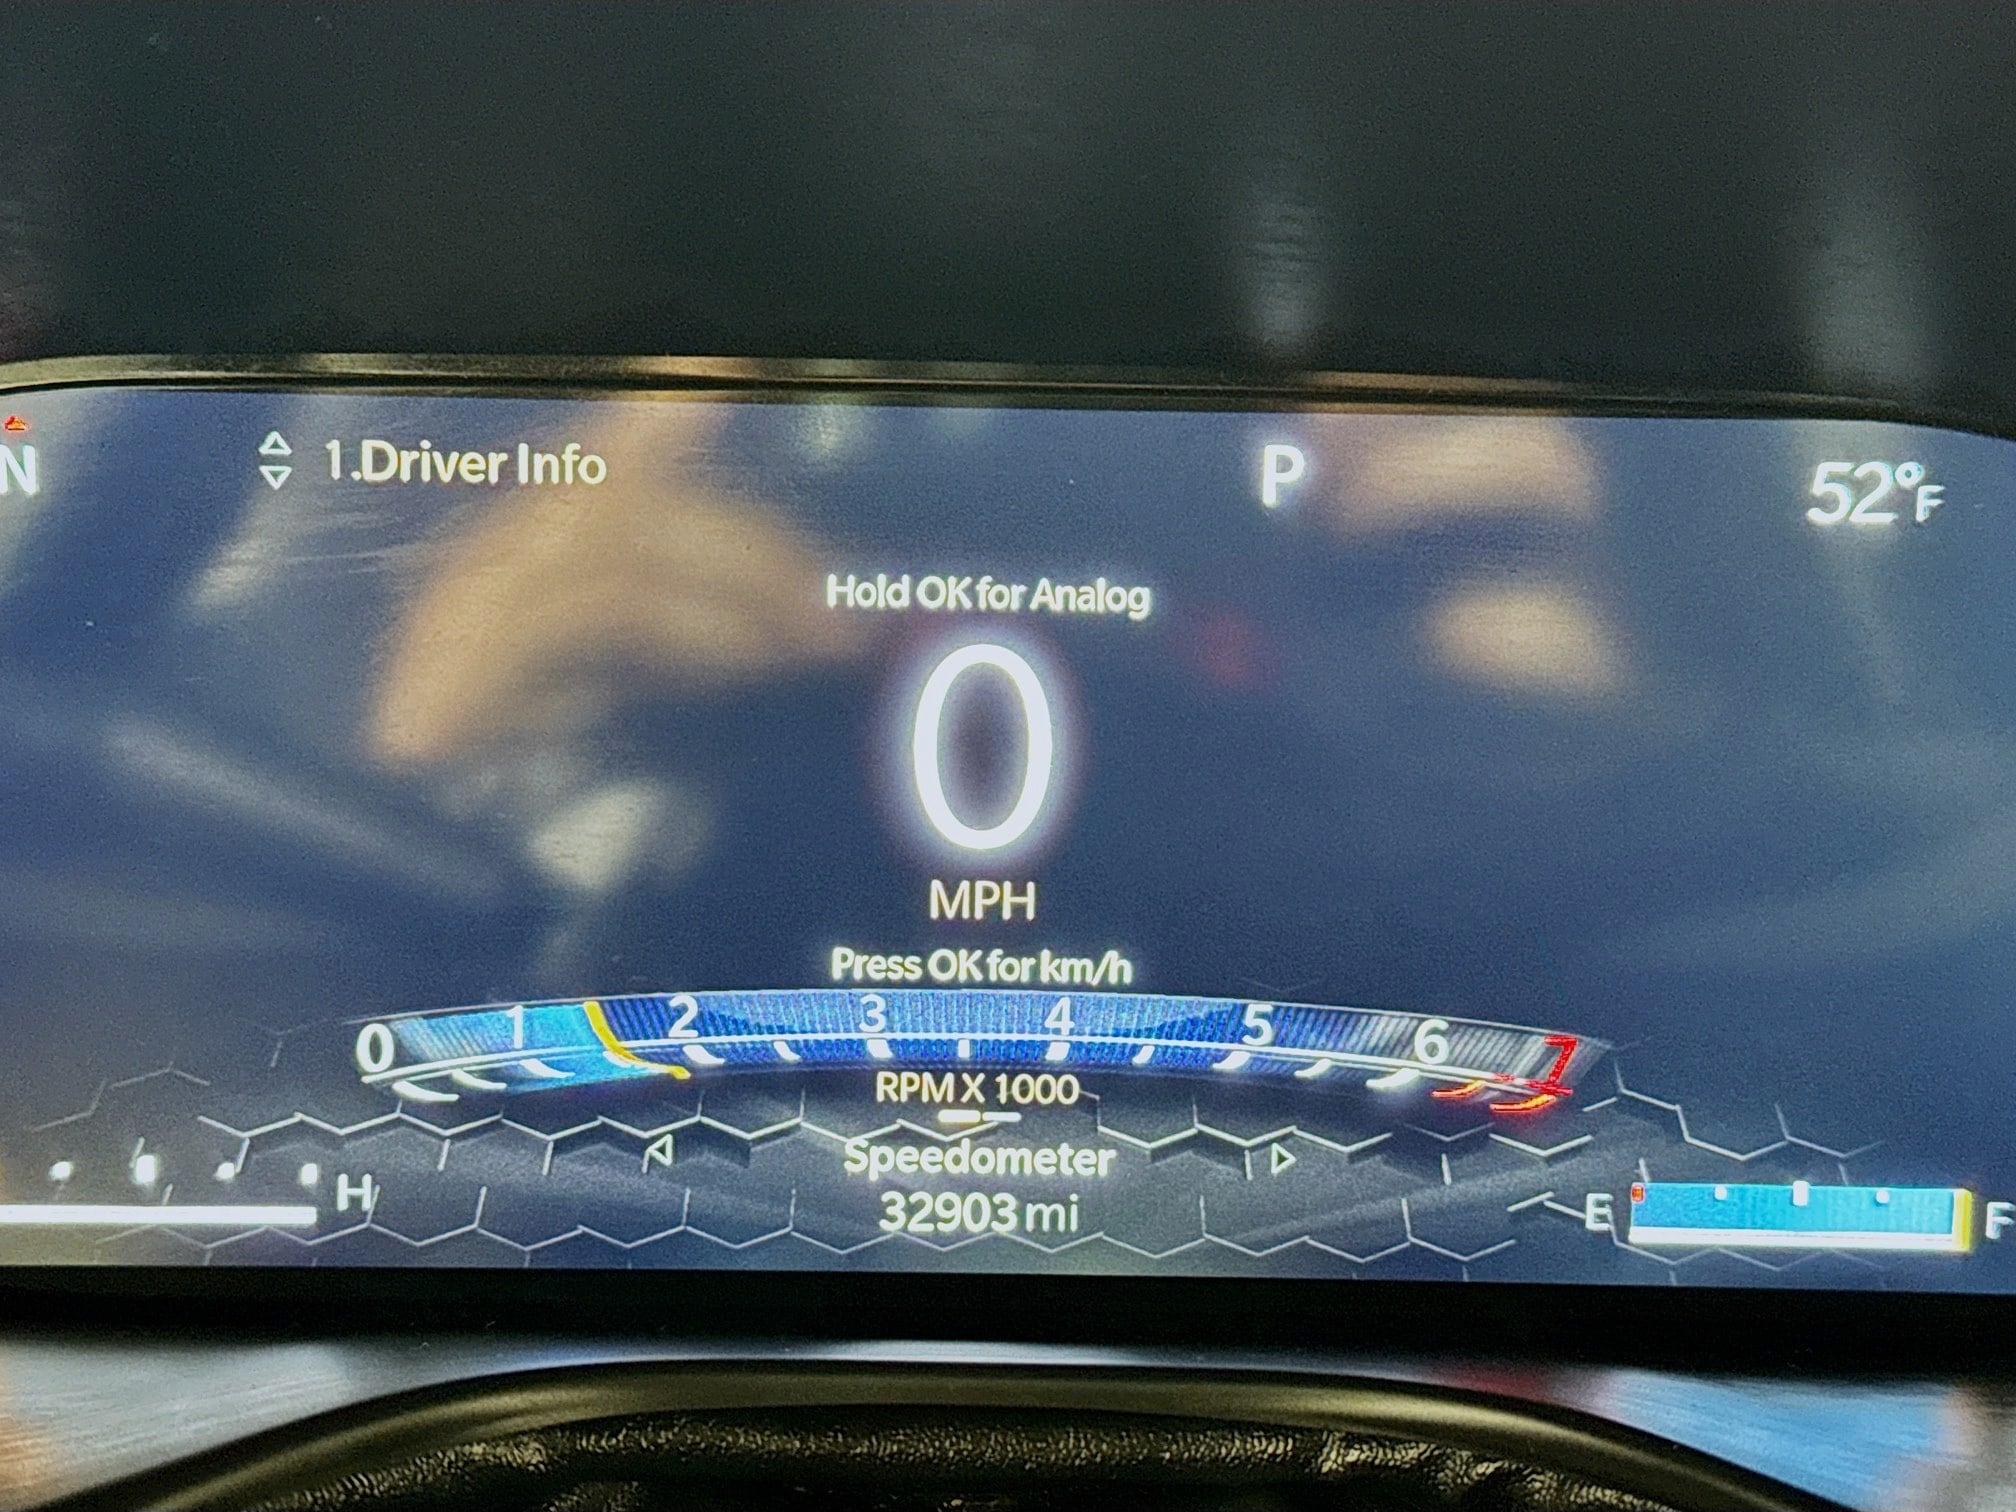 N
1.Driver Info
P
52°F
Hold OK for Analog
0
MPH
Press OK for km/h
0 1 2 3 4 5 6 7
RPM X 1000
Speedometer
32903 mi
H
E
F